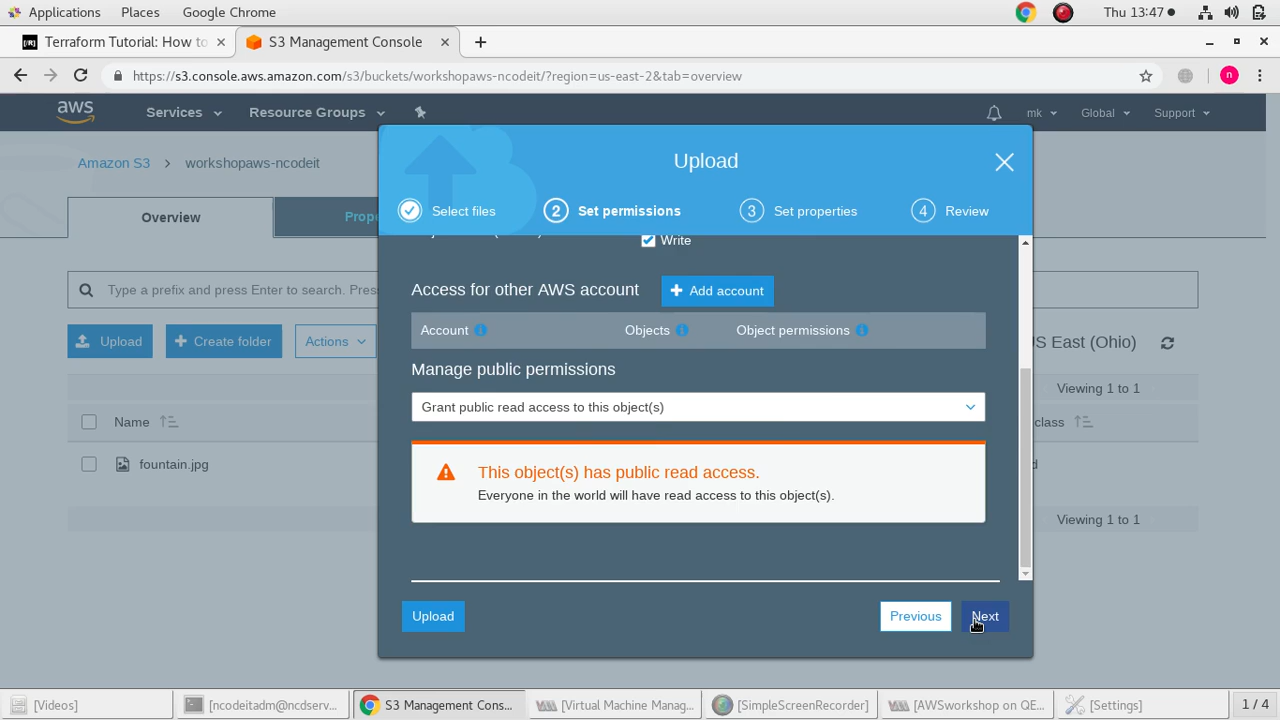 Applications Places Google Chrome Thu 13:47
Terraform Tutorial: How to × S3 Management Console × +
https://s3.console.aws.amazon.com/s3/buckets/workshopaws-ncodeit/?region=us-east-2&tab=overview n
aws Services Resource Groups mk Global Support
Amazon S3 > workshopaws-ncodeit
Upload
Select files 2 Set permissions 3 Set properties 4 Review
Overview Prope
Write
Type a prefix and press Enter to search. Pres
Access for other AWS account + Add account
Account Objects Object permissions
Upload + Create folder Actions US East (Ohio)
Manage public permissions
Viewing 1 to 1
Grant public read access to this object(s)
Name class
fountain.jpg d
This object(s) has public read access.
Everyone in the world will have read access to this object(s).
Viewing 1 to 1
Upload Previous Next
[Videos] [ncodeitadm@ncdserv... S3 Management Cons... [Virtual Machine Manag... [SimpleScreenRecorder] [AWSworkshop on QE... [Settings] 1 / 4